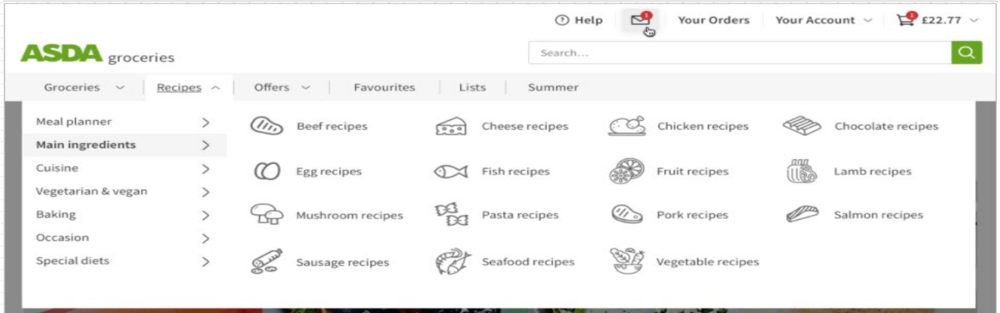 Help 1 Your Orders Your Account 1 £22.77
ASDA groceries Search...
Groceries Recipes Offers Favourites Lists Summer
Meal planner
Main ingredients
Cuisine
Vegetarian & vegan
Baking
Occasion
Special diets
Beef recipes Cheese recipes Chicken recipes Chocolate recipes
Egg recipes Fish recipes Fruit recipes Lamb recipes
Mushroom recipes Pasta recipes Pork recipes Salmon recipes
Sausage recipes Seafood recipes Vegetable recipes